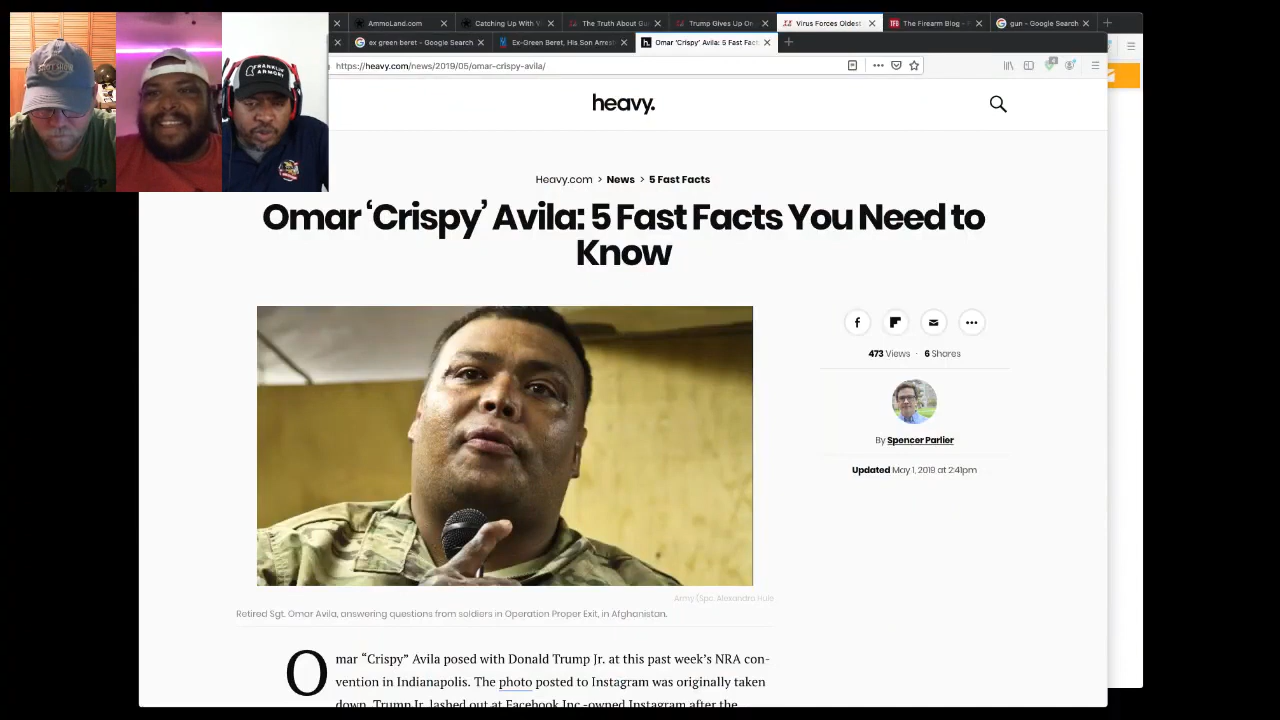 AmmoLand.com
Catching Up With V
The Truth About Gu
Trump Gives Up Or
Virus Forces Oldest
The Firearm Blog -
gun - Google Search
ex green beret - Google Search
Ex-Green Beret, His Son Arrest
Omar 'Crispy' Avila: 5 Fast Fact
https://heavy.com/news/2019/05/omar-crispy-avila/
FRANKLIN
ARMORY
heavy.
Heavy.com > News > 5 Fast Facts
Omar ‘Crispy’ Avila: 5 Fast Facts You Need to
Know
473 Views · 6 Shares
By Spencer Parlier
Updated May 1, 2019 at 2:41pm
Army (Spc. Alexandra Hule
Retired Sgt. Omar Avila, answering questions from soldiers in Operation Proper Exit, in Afghanistan.
Omar “Crispy” Avila posed with Donald Trump Jr. at this past week’s NRA con-
vention in Indianapolis. The photo posted to Instagram was originally taken
down. Trump Jr. lashed out at Facebook Inc.-owned Instagram after the